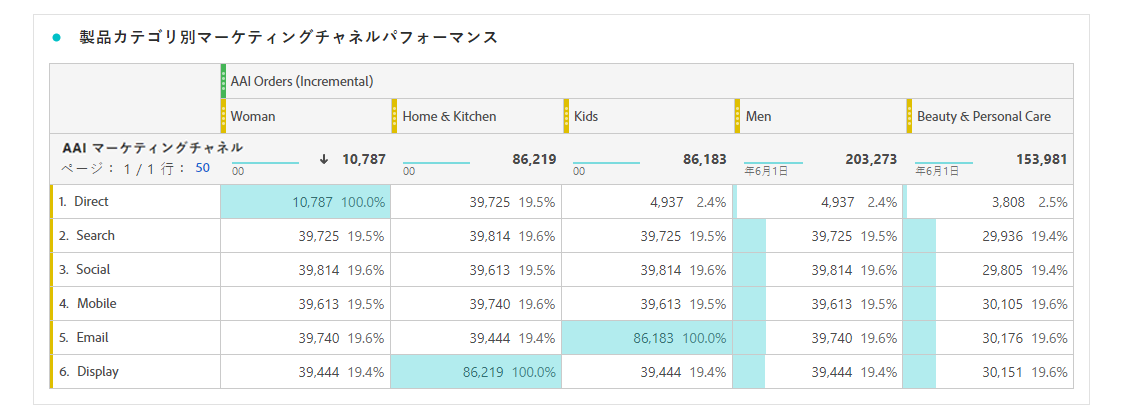 製品カテゴリ別マーケティングチャネルパフォーマンス
AAI Orders (Incremental)
Woman Home & Kitchen Kids Men Beauty & Personal Care
AAI マーケティングチャネル
ページ： 1 / 1 行： 50
↓ 10,787 86,219 86,183 203,273 153,981
00 00 00 年6月1日 年6月1日
1. Direct 10,787 100.0% 39,725 19.5% 4,937 2.4% 4,937 2.4% 3,808 2.5%
2. Search 39,725 19.5% 39,814 19.6% 39,725 19.5% 39,725 19.5% 29,936 19.4%
3. Social 39,814 19.6% 39,613 19.5% 39,814 19.6% 39,814 19.6% 29,805 19.4%
4. Mobile 39,613 19.5% 39,740 19.6% 39,613 19.5% 39,613 19.5% 30,105 19.6%
5. Email 39,740 19.6% 39,444 19.4% 86,183 100.0% 39,740 19.6% 30,176 19.6%
6. Display 39,444 19.4% 86,219 100.0% 39,444 19.4% 39,444 19.4% 30,151 19.6%